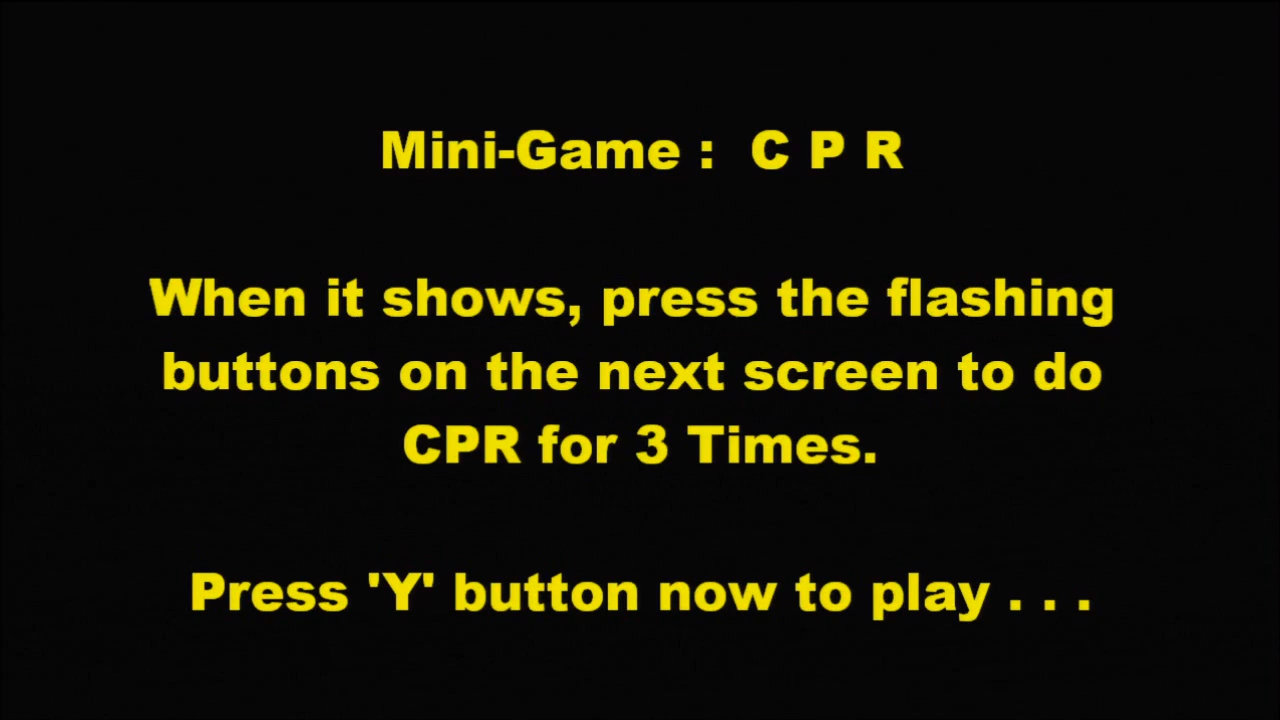 Mini-Game :  C P R
When it shows, press the flashing
buttons on the next screen to do
CPR for 3 Times.
Press 'Y' button now to play . . .